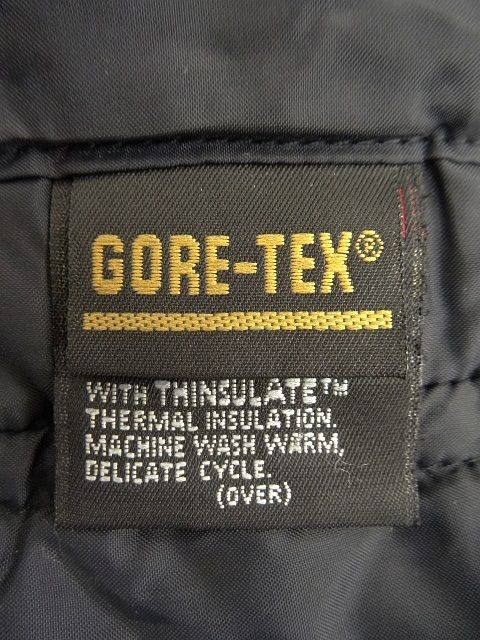 GORE-TEX®
WITH THINSULATE™
THERMAL INSULATION.
MACHINE WASH WARM,
DELICATE CYCLE.
(OVER)